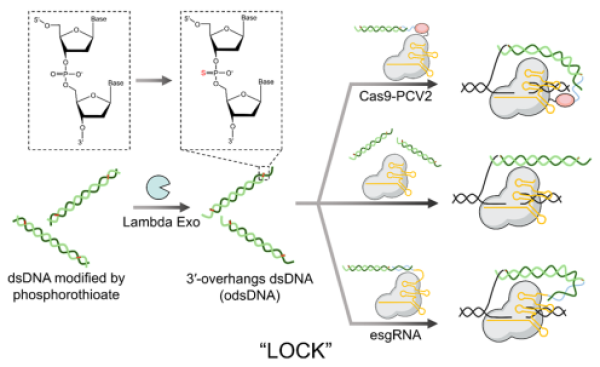 5'
O
O
Base
O
O=P-O-
O
O
Base
O
3'
5'
O
O
Base
O
S=P-O-
O
O
Base
O
3'
Cas9-PCV2
Lambda Exo
dsDNA modified by
phosphorothioate
3'-overhangs dsDNA
(odsDNA)
esgRNA
"LOCK"